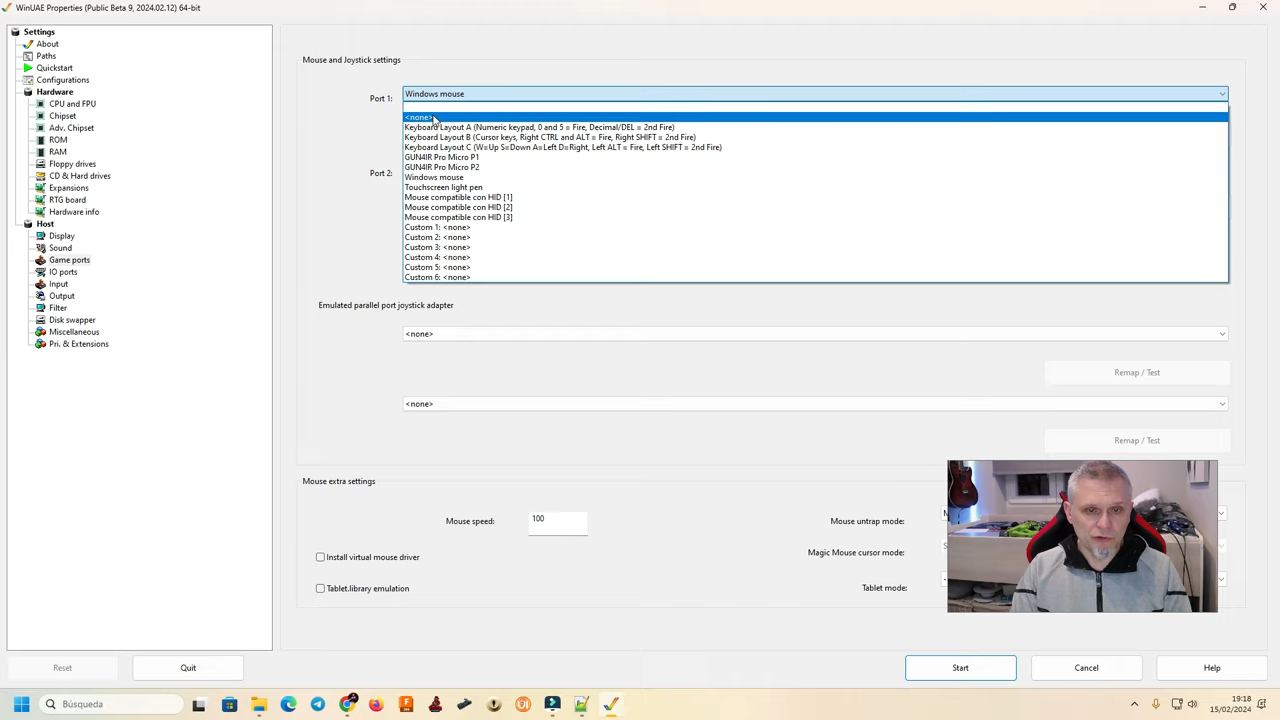 WinUAE Properties (Public Beta 9, 2024.02.12) 64-bit
Settings
About
Paths
Quickstart
Configurations
Hardware
CPU and FPU
Chipset
Adv. Chipset
ROM
RAM
Floppy drives
CD & Hard drives
Expansions
RTG board
Hardware info
Host
Display
Sound
Game ports
IO ports
Input
Output
Filter
Disk swapper
Miscellaneous
Pri. & Extensions
Mouse and Joystick settings
Port 1:
Windows mouse
<none>
Keyboard Layout A (Numeric keypad, 0 and 5 = Fire, Decimal/DEL = 2nd Fire)
Keyboard Layout B (Cursor keys, Right CTRL and ALT = Fire, Right SHIFT = 2nd Fire)
Keyboard Layout C (W=Up S=Down A=Left D=Right, Left ALT = Fire, Left SHIFT = 2nd Fire)
GUN4IR Pro Micro P1
GUN4IR Pro Micro P2
Port 2:
Windows mouse
Touchscreen light pen
Mouse compatible con HID [1]
Mouse compatible con HID [2]
Mouse compatible con HID [3]
Custom 1: <none>
Custom 2: <none>
Custom 3: <none>
Custom 4: <none>
Custom 5: <none>
Custom 6: <none>
Emulated parallel port joystick adapter
<none>
Remap / Test
<none>
Remap / Test
Mouse extra settings
Mouse speed:
100
Mouse untrap mode:
Install virtual mouse driver
Magic Mouse cursor mode:
Tablet.library emulation
Tablet mode:
Reset
Quit
Start
Cancel
Help
Búsqueda
19:18
15/02/2024